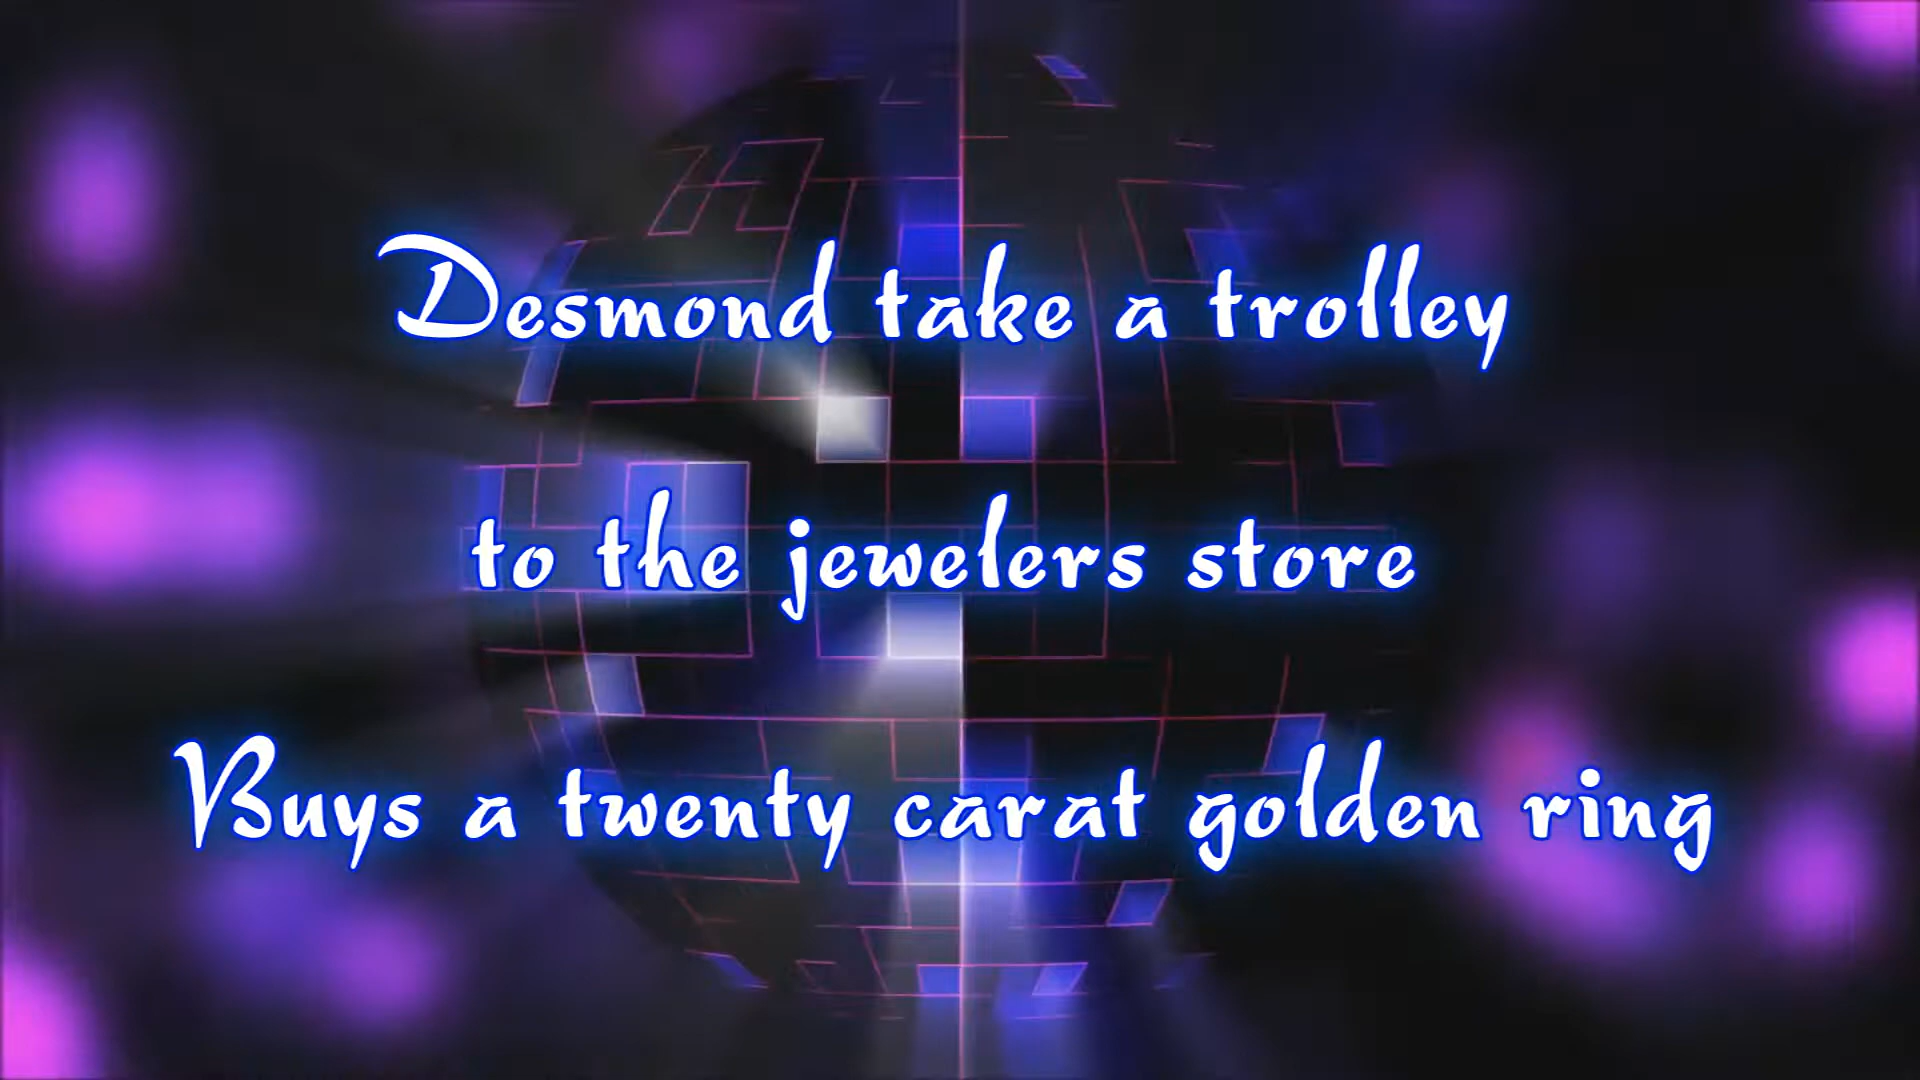 Desmond take a trolley
to the jewelers store
Buys a twenty carat golden ring